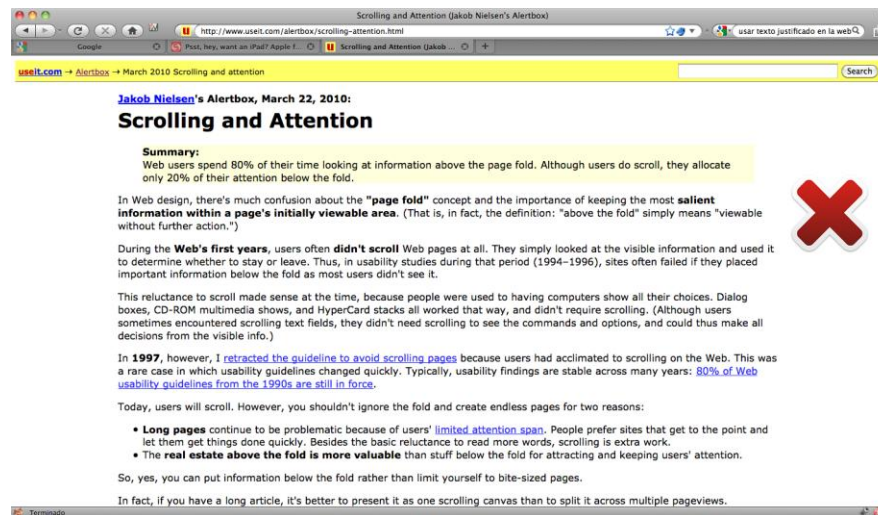 Scrolling and Attention (Jakob Nielsen's Alertbox)
http://www.useit.com/alertbox/scrolling-attention.html
usar texto justificado en la web
Google
Psst, hey, want an iPad? Apple f...
Scrolling and Attention (Jakob ...
useit.com → Alertbox → March 2010 Scrolling and attention
Search
Jakob Nielsen's Alertbox, March 22, 2010:
Scrolling and Attention
Summary:
Web users spend 80% of their time looking at information above the page fold. Although users do scroll, they allocate
only 20% of their attention below the fold.
In Web design, there's much confusion about the "page fold" concept and the importance of keeping the most salient
information within a page's initially viewable area. (That is, in fact, the definition: "above the fold" simply means "viewable
without further action.")
During the Web's first years, users often didn't scroll Web pages at all. They simply looked at the visible information and used it
to determine whether to stay or leave. Thus, in usability studies during that period (1994–1996), sites often failed if they placed
important information below the fold as most users didn't see it.
This reluctance to scroll made sense at the time, because people were used to having computers show all their choices. Dialog
boxes, CD-ROM multimedia shows, and HyperCard stacks all worked that way, and didn't require scrolling. (Although users
sometimes encountered scrolling text fields, they didn't need scrolling to see the commands and options, and could thus make all
decisions from the visible info.)
In 1997, however, I retracted the guideline to avoid scrolling pages because users had acclimated to scrolling on the Web. This was
a rare case in which usability guidelines changed quickly. Typically, usability findings are stable across many years: 80% of Web
usability guidelines from the 1990s are still in force.
Today, users will scroll. However, you shouldn't ignore the fold and create endless pages for two reasons:
• Long pages continue to be problematic because of users' limited attention span. People prefer sites that get to the point and
let them get things done quickly. Besides the basic reluctance to read more words, scrolling is extra work.
• The real estate above the fold is more valuable than stuff below the fold for attracting and keeping users' attention.
So, yes, you can put information below the fold rather than limit yourself to bite-sized pages.
In fact, if you have a long article, it's better to present it as one scrolling canvas than to split it across multiple pageviews.
Terminado